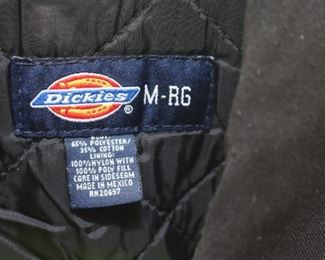 Dickies® M-RG
65% POLYESTER/
35% COTTON
LINING:
100% NYLON WITH
100% POLY FILL
CARE IN SIDESEAM
MADE IN MEXICO
RN20697